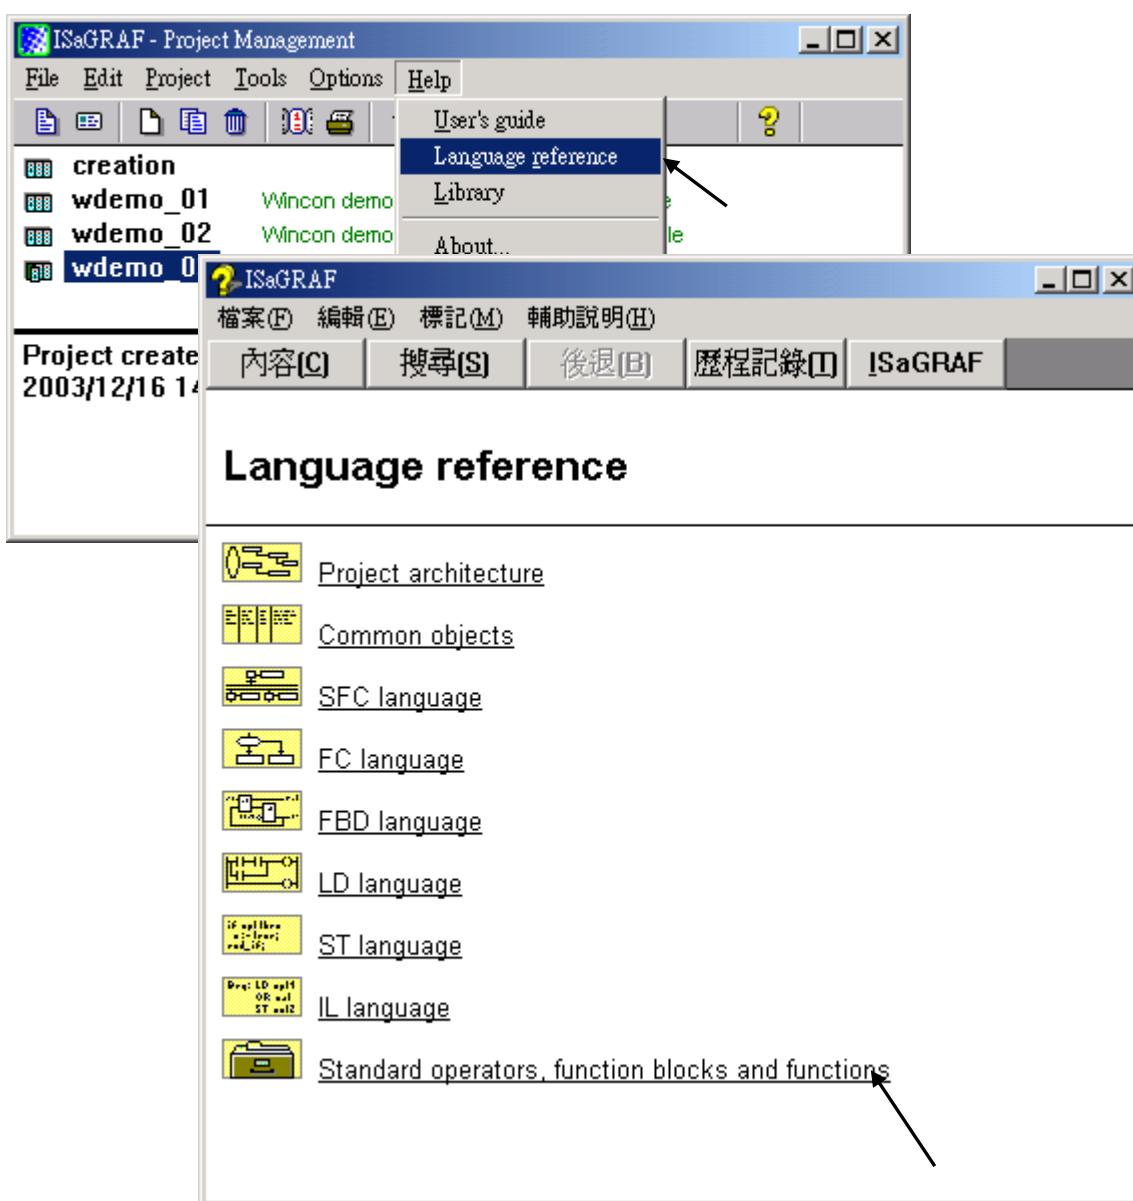 ISaGRAF - Project Management
File Edit Project Tools Options Help
User's guide
Language reference
Library
About...
creation
wdemo_01 Wincon demo
wdemo_02 Wincon demo le
wdemo_0
Project create
2003/12/16 14
ISaGRAF
檔案(F) 編輯(E) 標記(M) 輔助說明(H)
內容(C) 搜尋(S) 後退(B) 歷程記錄(T) ISaGRAF
Language reference
Project architecture
Common objects
SFC language
FC language
FBD language
LD language
ST language
IL language
Standard operators, function blocks and functions